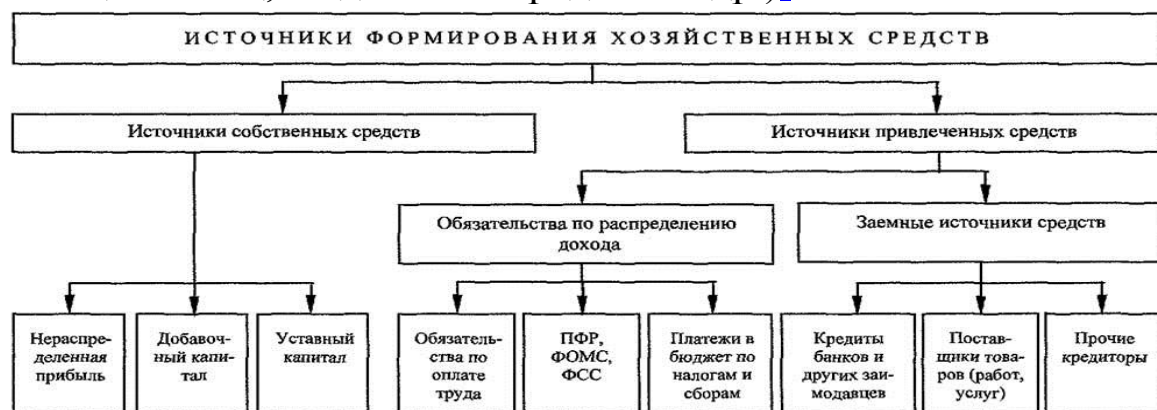 ИСТОЧНИКИ ФОРМИРОВАНИЯ ХОЗЯЙСТВЕННЫХ СРЕДСТВ
Источники собственных средств
Источники привлеченных средств
Обязательства по распределению
дохода
Заемные источники средств
Нераспре-
деленная
прибыль
Добавоч-
ный капи-
тал
Уставный
капитал
Обязатель-
ства по
оплате
труда
ПФР,
ФОМС,
ФСС
Платежи в
бюджет по
налогам и
сборам
Кредиты
банков и
других заи-
модавцев
Постав-
щики това-
ров (работ,
услуг)
Прочие
кредиторы